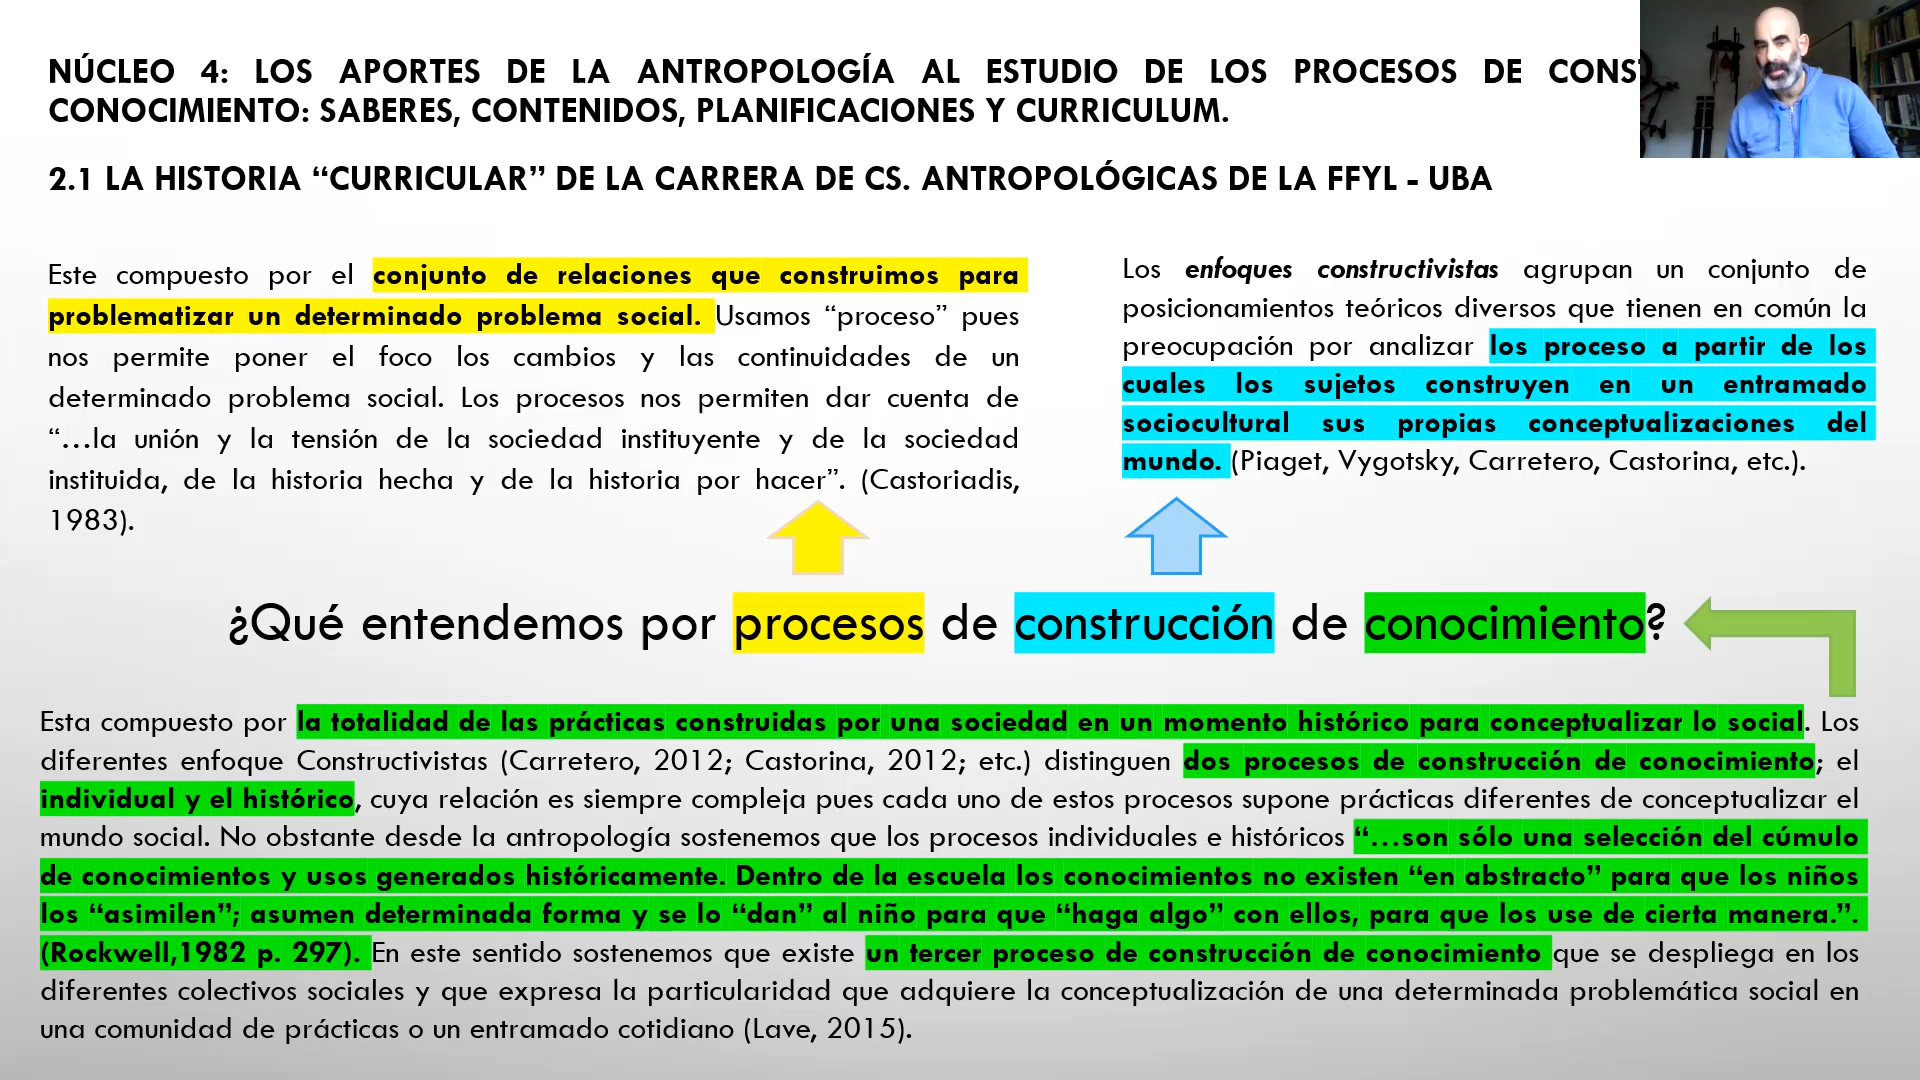 NÚCLEO 4: LOS APORTES DE LA ANTROPOLOGÍA AL ESTUDIO DE LOS PROCESOS DE
CONOCIMIENTO: SABERES, CONTENIDOS, PLANIFICACIONES Y CURRICULUM.
2.1 LA HISTORIA “CURRICULAR” DE LA CARRERA DE CS. ANTROPOLÓGICAS DE LA FFYL - UBA
Este compuesto por el conjunto de relaciones que construimos para
problematizar un determinado problema social. Usamos “proceso” pues
nos permite poner el foco los cambios y las continuidades de un
determinado problema social. Los procesos nos permiten dar cuenta de
“…la unión y la tensión de la sociedad instituyente y de la sociedad
instituida, de la historia hecha y de la historia por hacer”. (Castoriadis,
1983).
Los enfoques constructivistas agrupan un conjunto de
posicionamientos teóricos diversos que tienen en común la
preocupación por analizar los proceso a partir de los
cuales los sujetos construyen en un entramado
sociocultural sus propias conceptualizaciones del
mundo. (Piaget, Vygotsky, Carretero, Castorina, etc.).
¿Qué entendemos por procesos de construcción de conocimiento?
Esta compuesto por la totalidad de las prácticas construidas por una sociedad en un momento histórico para conceptualizar lo social. Los
diferentes enfoque Constructivistas (Carretero, 2012; Castorina, 2012; etc.) distinguen dos procesos de construcción de conocimiento; el
individual y el histórico, cuya relación es siempre compleja pues cada uno de estos procesos supone prácticas diferentes de conceptualizar el
mundo social. No obstante desde la antropología sostenemos que los procesos individuales e históricos “…son sólo una selección del cúmulo
de conocimientos y usos generados históricamente. Dentro de la escuela los conocimientos no existen “en abstracto” para que los niños
los “asimilen”; asumen determinada forma y se lo “dan” al niño para que “haga algo” con ellos, para que los use de cierta manera.”.
(Rockwell,1982 p. 297). En este sentido sostenemos que existe un tercer proceso de construcción de conocimiento que se despliega en los
diferentes colectivos sociales y que expresa la particularidad que adquiere la conceptualización de una determinada problemática social en
una comunidad de prácticas o un entramado cotidiano (Lave, 2015).